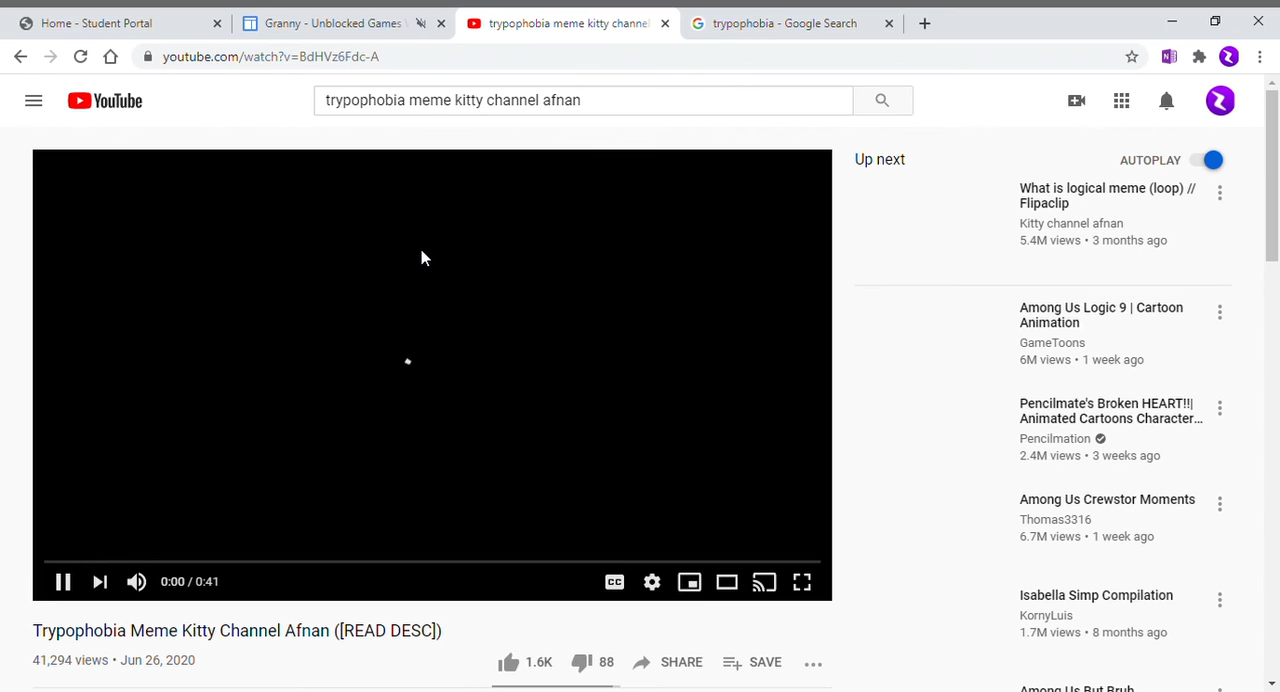 Home - Student Portal
Granny - Unblocked Games
trypophobia meme kitty channel
trypophobia - Google Search
youtube.com/watch?v=BdHVz6Fdc-A
YouTube
trypophobia meme kitty channel afnan
Up next
AUTOPLAY
What is logical meme (loop) //
Flipaclip
Kitty channel afnan
5.4M views • 3 months ago
Among Us Logic 9 | Cartoon
Animation
GameToons
6M views • 1 week ago
Pencilmate's Broken HEART!!|
Animated Cartoons Character...
Pencilmation
2.4M views • 3 weeks ago
Among Us Crewstor Moments
Thomas3316
6.7M views • 1 week ago
Isabella Simp Compilation
KornyLuis
1.7M views • 8 months ago
Among Us But Bruh
0:00 / 0:41
CC
Trypophobia Meme Kitty Channel Afnan ([READ DESC])
41,294 views • Jun 26, 2020
1.6K
88
SHARE
SAVE